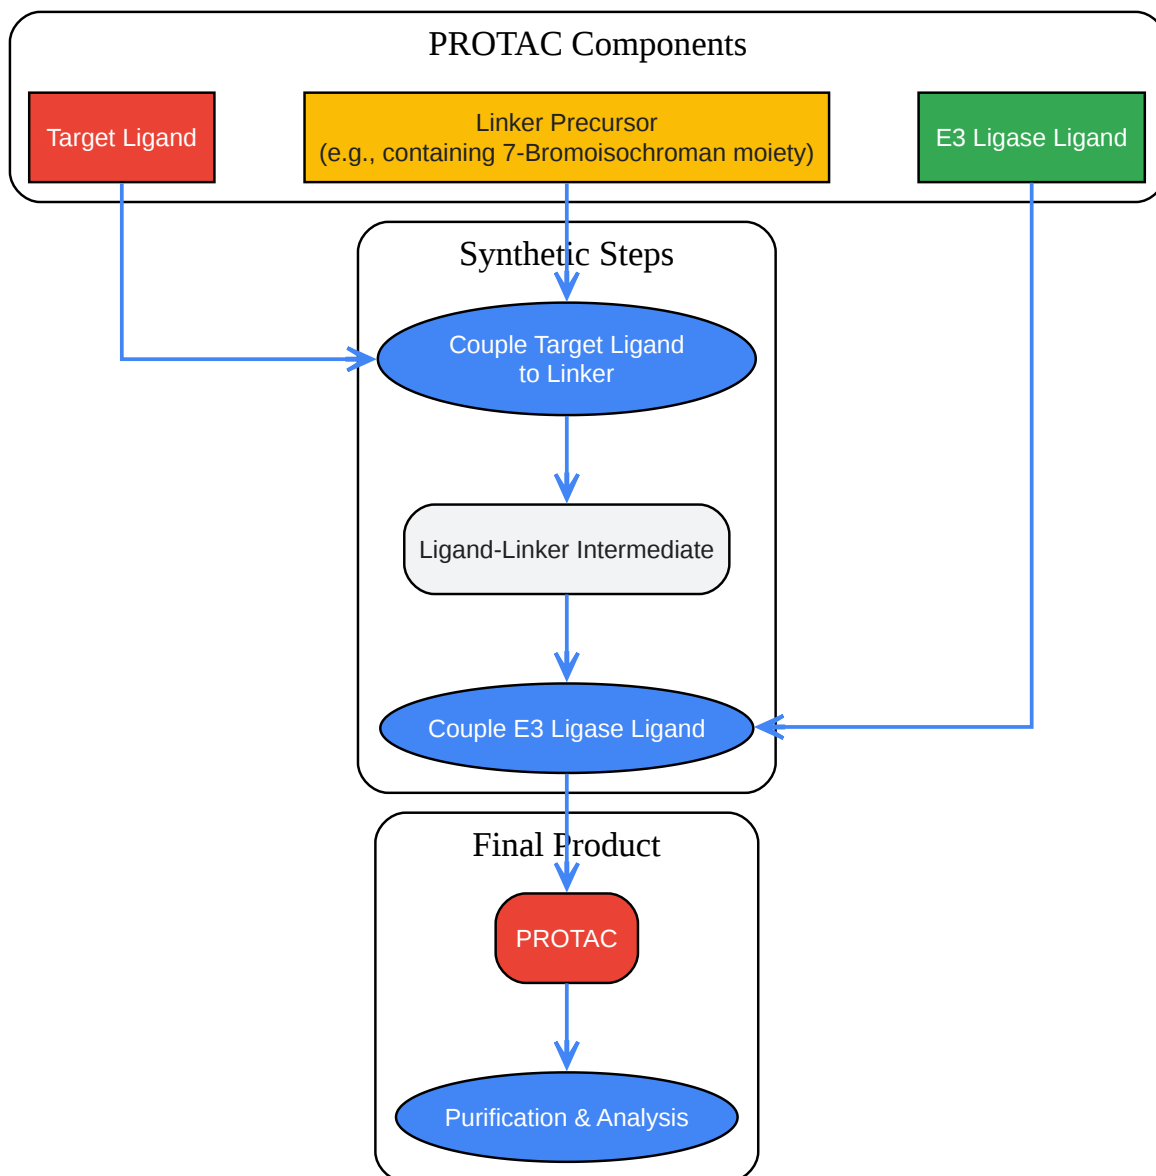 PROTAC Components
Target Ligand
Linker Precursor
(e.g., containing 7-Bromoisochroman moiety)
E3 Ligase Ligand
Synthetic Steps
Couple Target Ligand
to Linker
Ligand-Linker Intermediate
Couple E3 Ligase Ligand
Final Product
PROTAC
Purification & Analysis